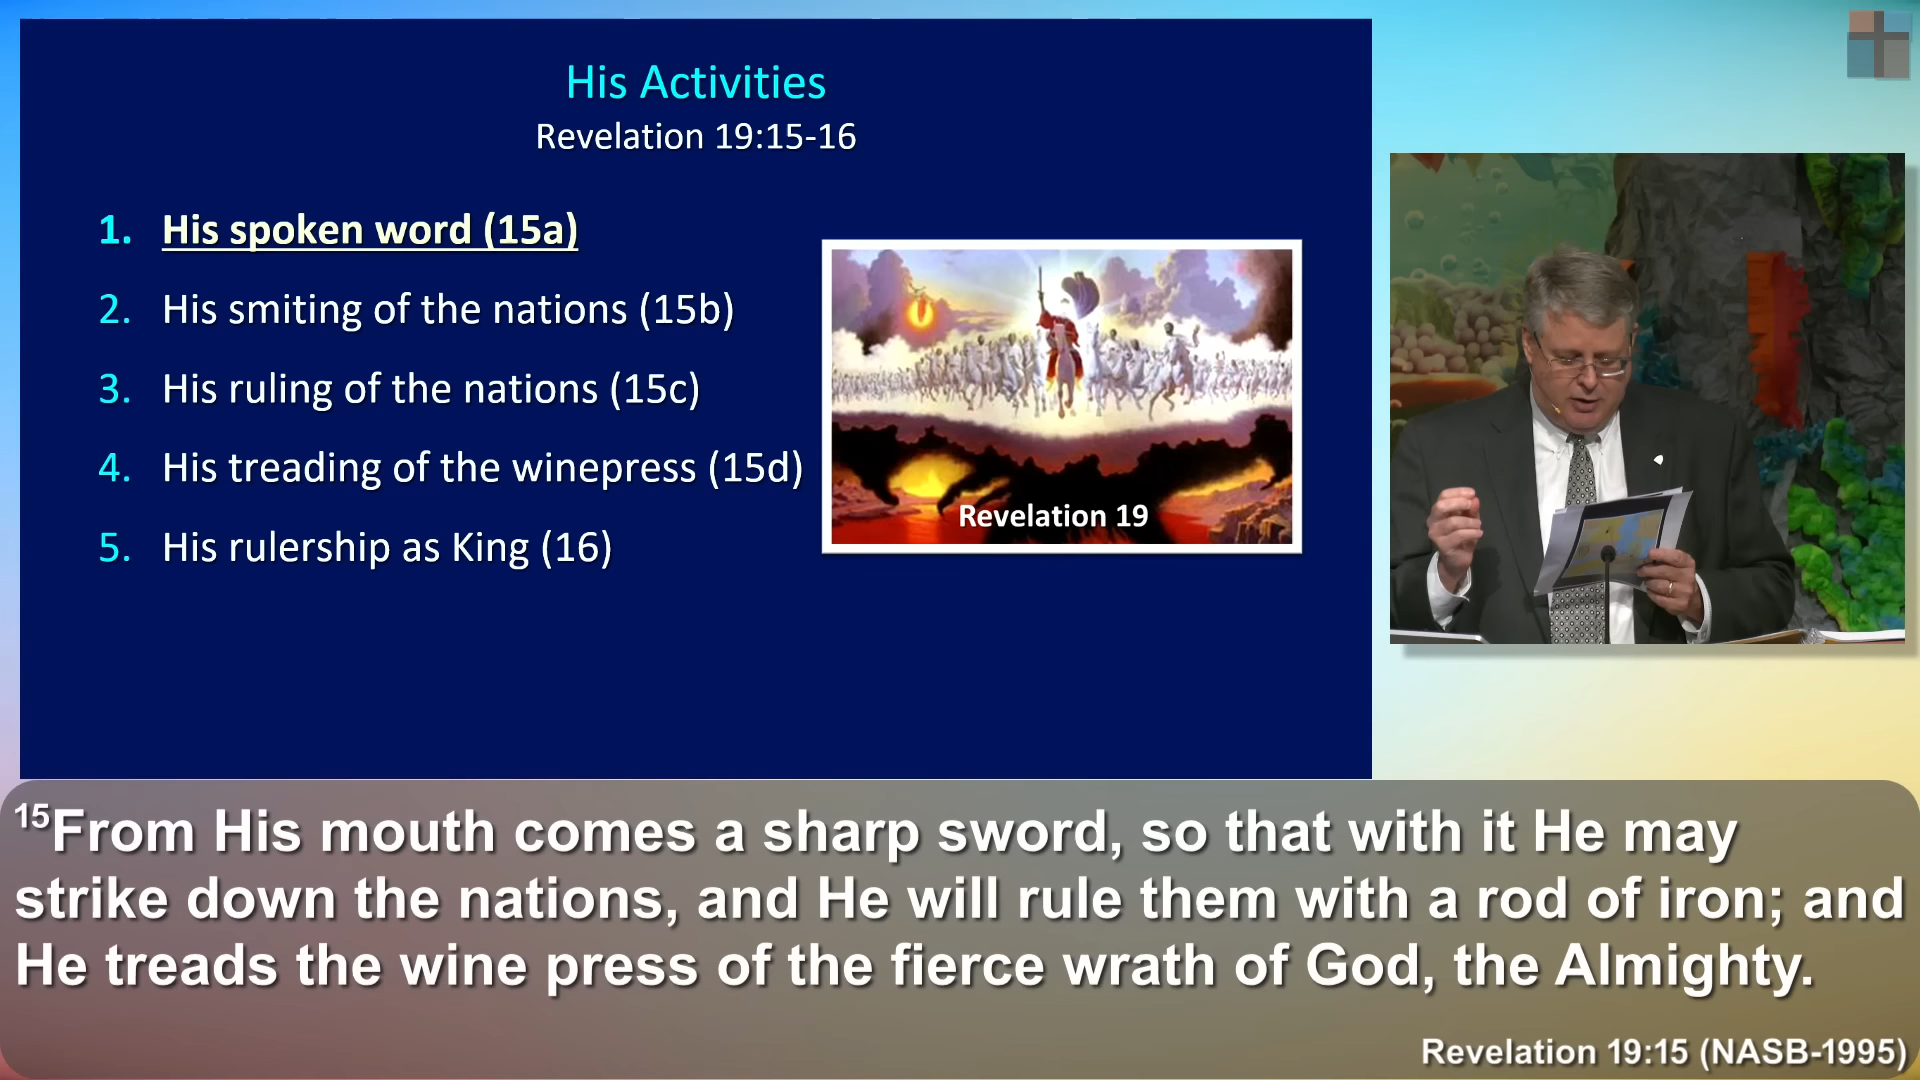 His Activities
Revelation 19:15-16
1. His spoken word (15a)
2. His smiting of the nations (15b)
3. His ruling of the nations (15c)
4. His treading of the winepress (15d)
5. His rulership as King (16)
Revelation 19
15From His mouth comes a sharp sword, so that with it He may
strike down the nations, and He will rule them with a rod of iron; and
He treads the wine press of the fierce wrath of God, the Almighty.
Revelation 19:15 (NASB-1995)